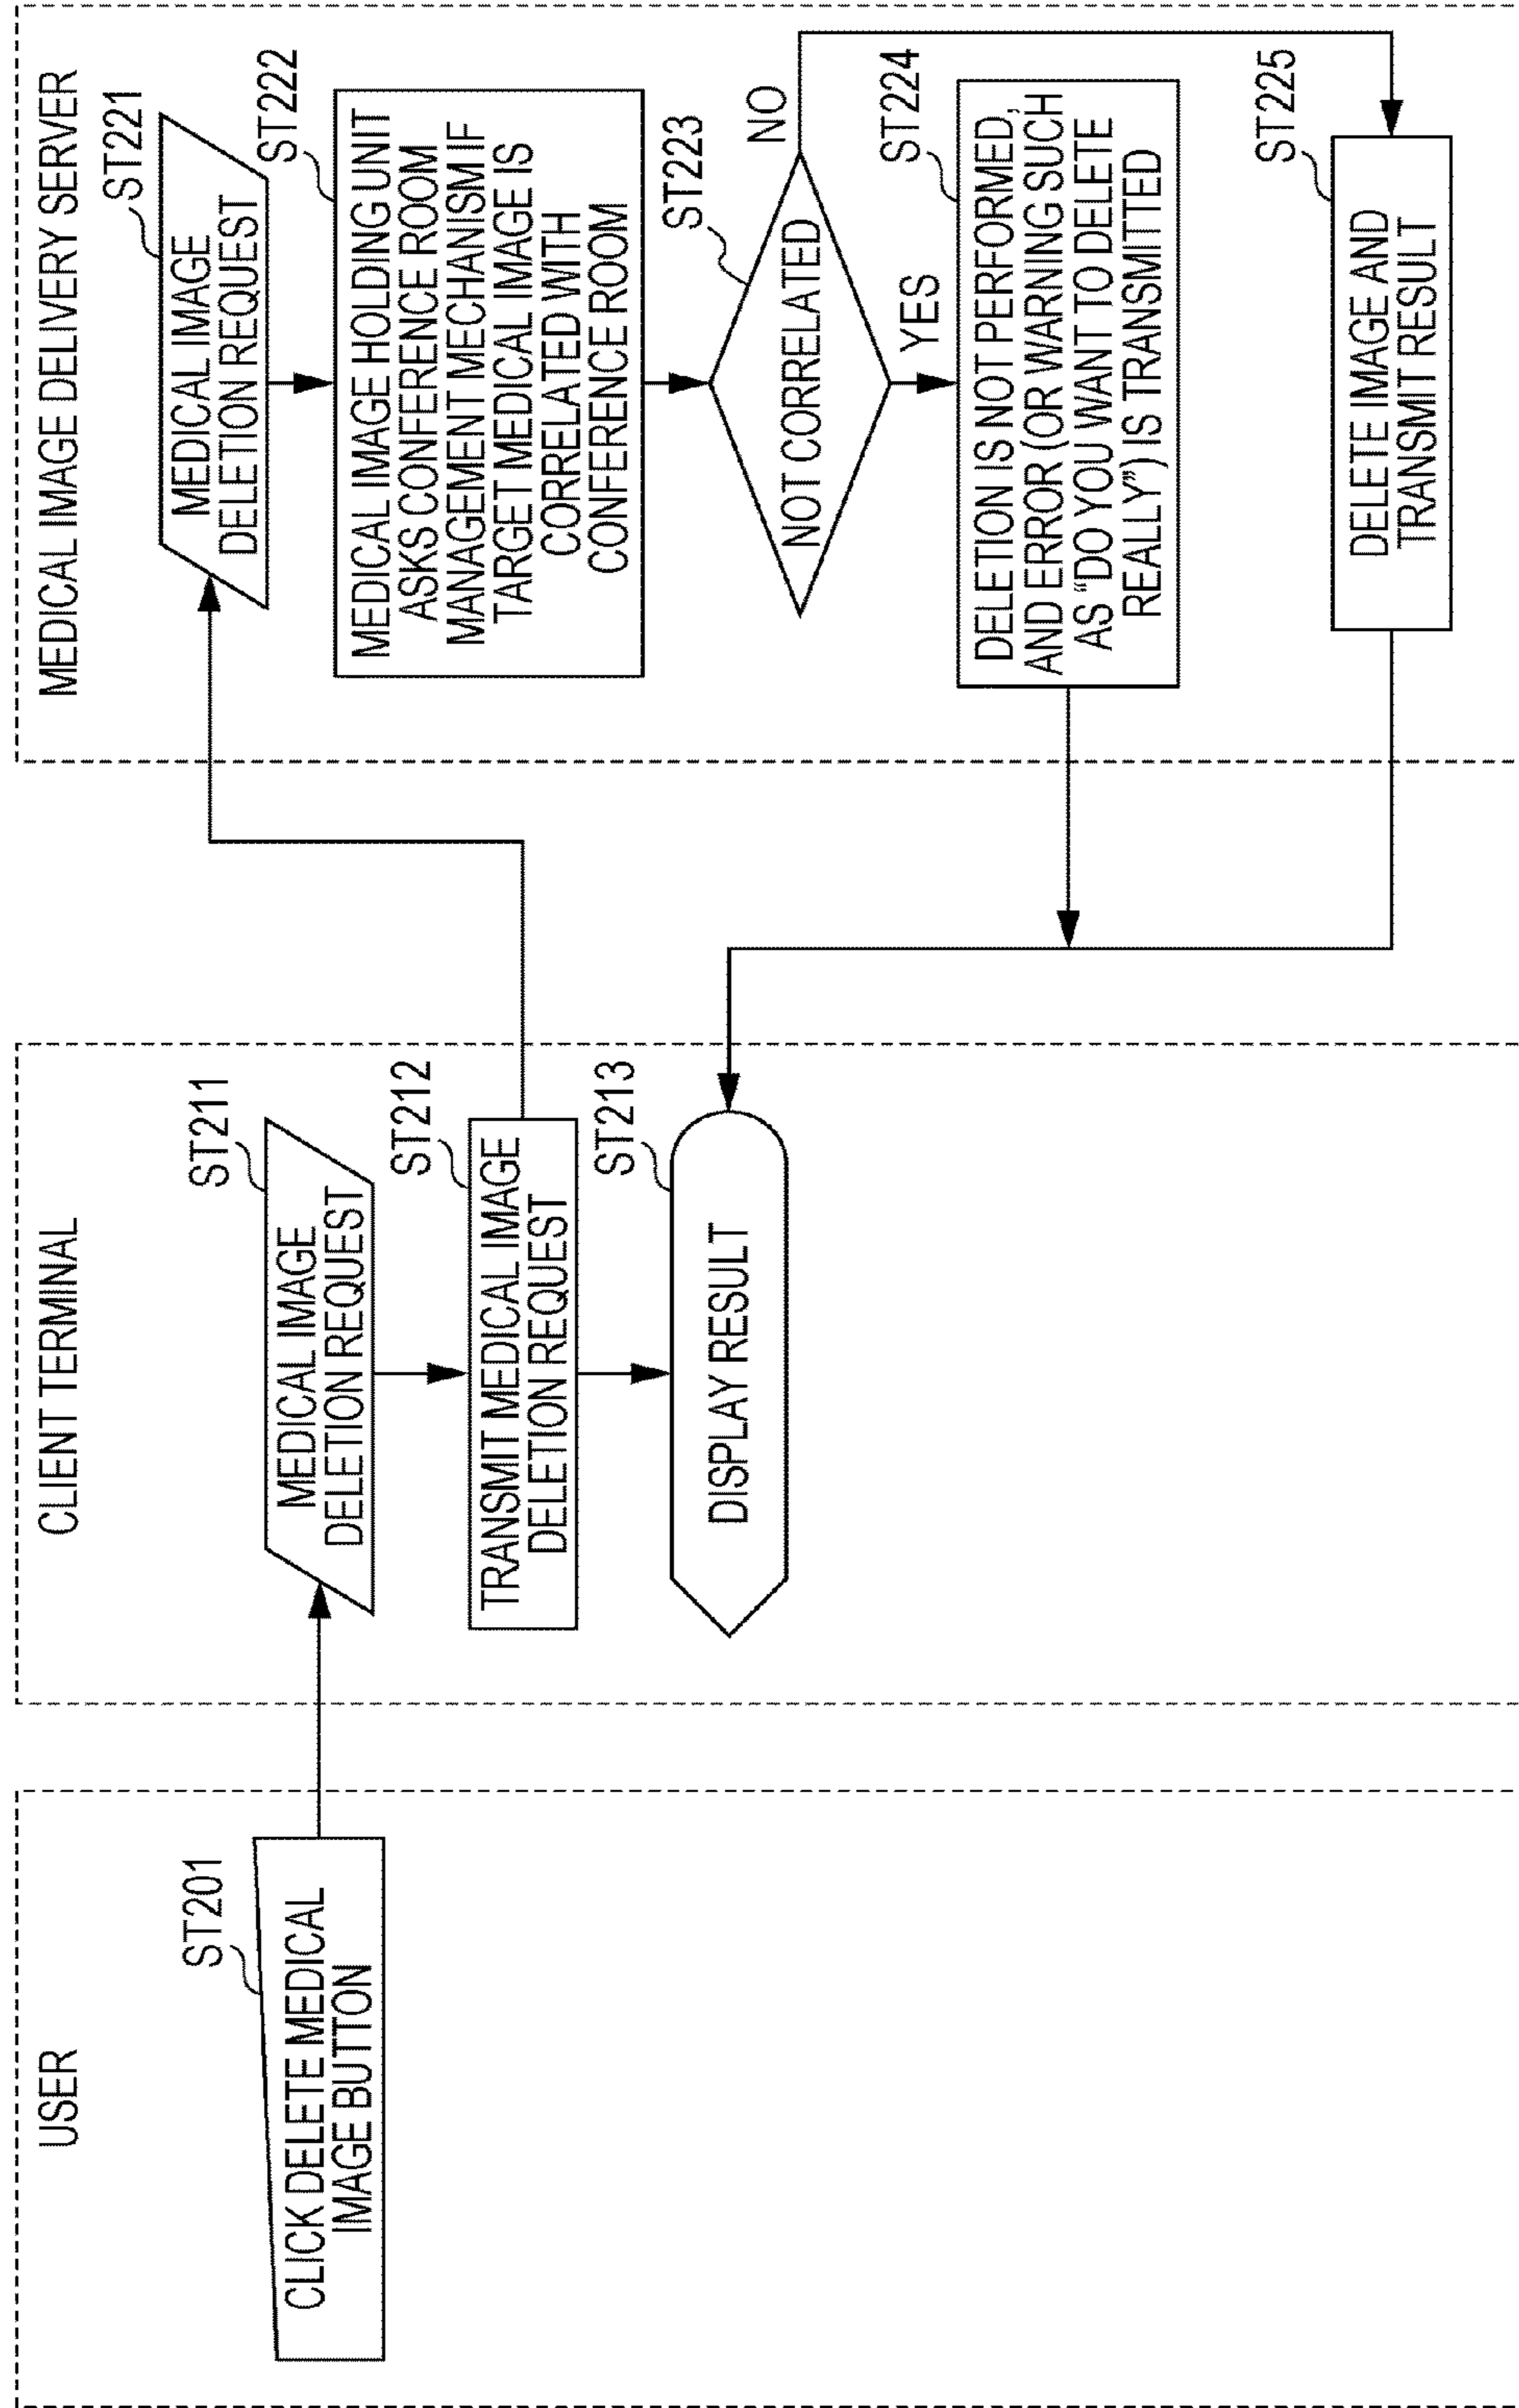 USER
ST201
CLICK DELETE MEDICAL
IMAGE BUTTON
CLIENT TERMINAL
ST211
MEDICAL IMAGE
DELETION REQUEST
ST212
TRANSMIT MEDICAL IMAGE
DELETION REQUEST
ST213
DISPLAY RESULT
MEDICAL IMAGE DELIVERY SERVER
ST221
MEDICAL IMAGE
DELETION REQUEST
ST222
MEDICAL IMAGE HOLDING UNIT
ASKS CONFERENCE ROOM
MANAGEMENT MECHANISM IF
TARGET MEDICAL IMAGE IS
CORRELATED WITH
CONFERENCE ROOM
ST223
NOT CORRELATED
NO
YES
ST224
DELETION IS NOT PERFORMED,
AND ERROR (OR WARNING SUCH
AS “DO YOU WANT TO DELETE
REALLY”) IS TRANSMITTED
ST225
DELETE IMAGE AND
TRANSMIT RESULT